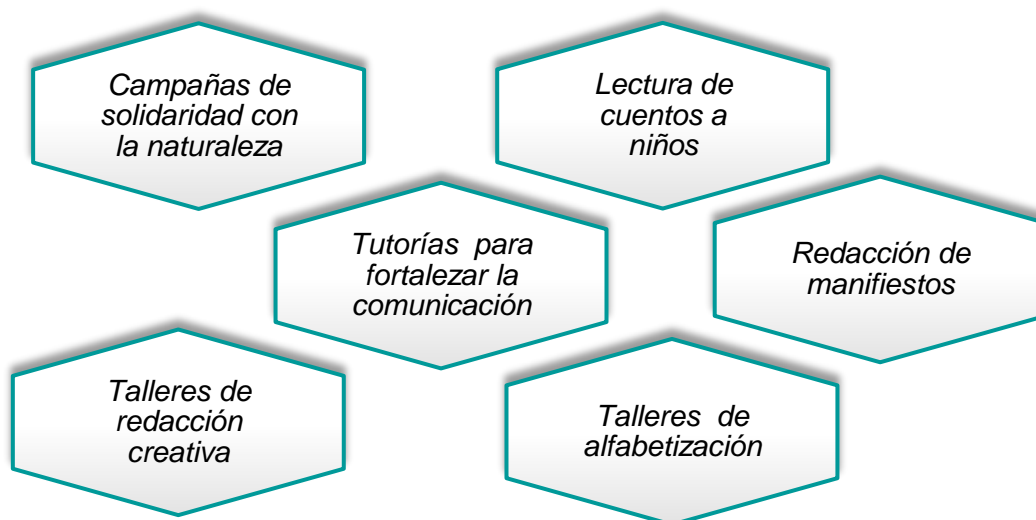 Campañas de
solidaridad con
la naturaleza
Lectura de
cuentos a
niños
Tutorías  para
fortalezar la
comunicación
Redacción de
manifiestos
Talleres de
redacción
creativa
Talleres  de
alfabetización